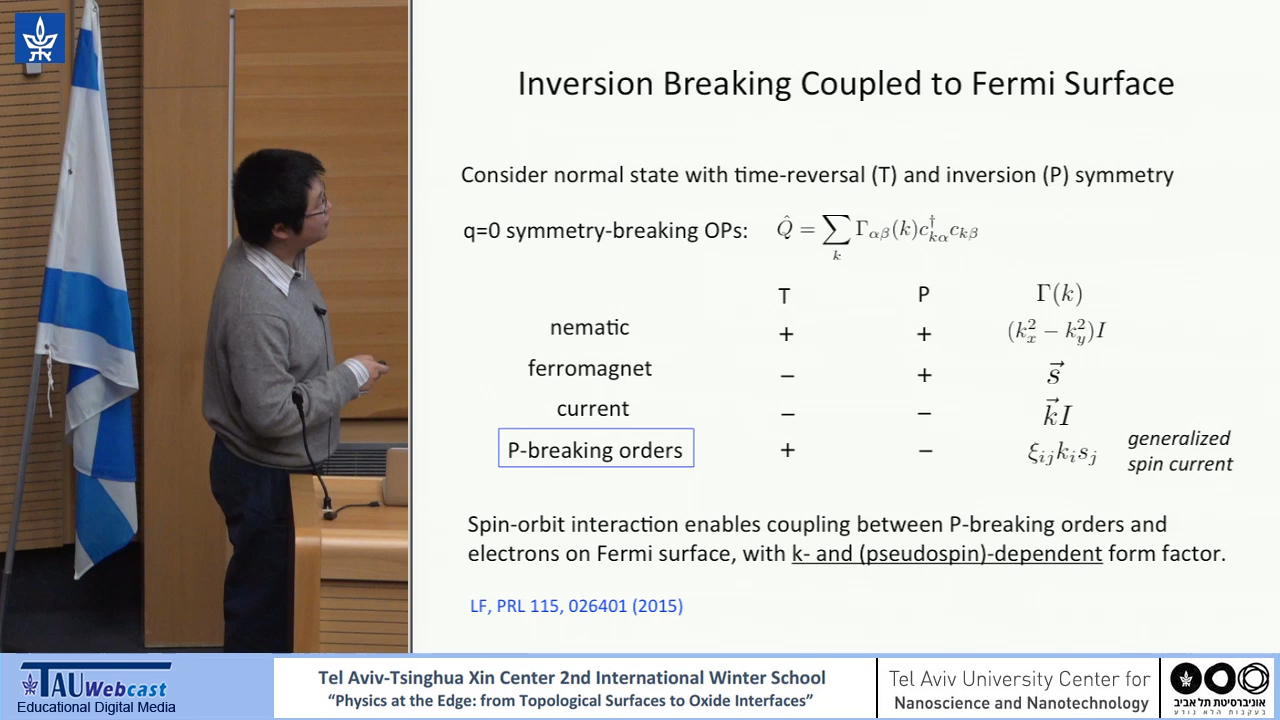 Inversion Breaking Coupled to Fermi Surface
Consider normal state with time-reversal (T) and inversion (P) symmetry
q=0 symmetry-breaking OPs: $\hat{Q} = \sum_{k} \Gamma_{\alpha\beta}(k) c^{\dagger}_{k\alpha} c_{k\beta}$
T P Γ(k)
nematic + + $(k_x^2 - k_y^2)I$
ferromagnet − + $\vec{s}$
current − − $\vec{k}I$
P-breaking orders + − $\xi_{ij}k_i s_j$ generalized
spin current
Spin-orbit interaction enables coupling between P-breaking orders and
electrons on Fermi surface, with k- and (pseudospin)-dependent form factor.
LF, PRL 115, 026401 (2015)
TAU Webcast
Educational Digital Media
Tel Aviv-Tsinghua Xin Center 2nd International Winter School
“Physics at the Edge: from Topological Surfaces to Oxide Interfaces”
Tel Aviv University Center for
Nanoscience and Nanotechnology
אוניברסיטת תל אביב